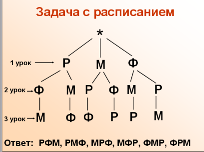 Задача с расписанием
*
1 урок Р М Ф
2 урок Ф М Р Ф М Р
3 урок М Ф Ф Р Р М
Ответ: РФМ, РМФ, МРФ, МФР, ФМР, ФРМ